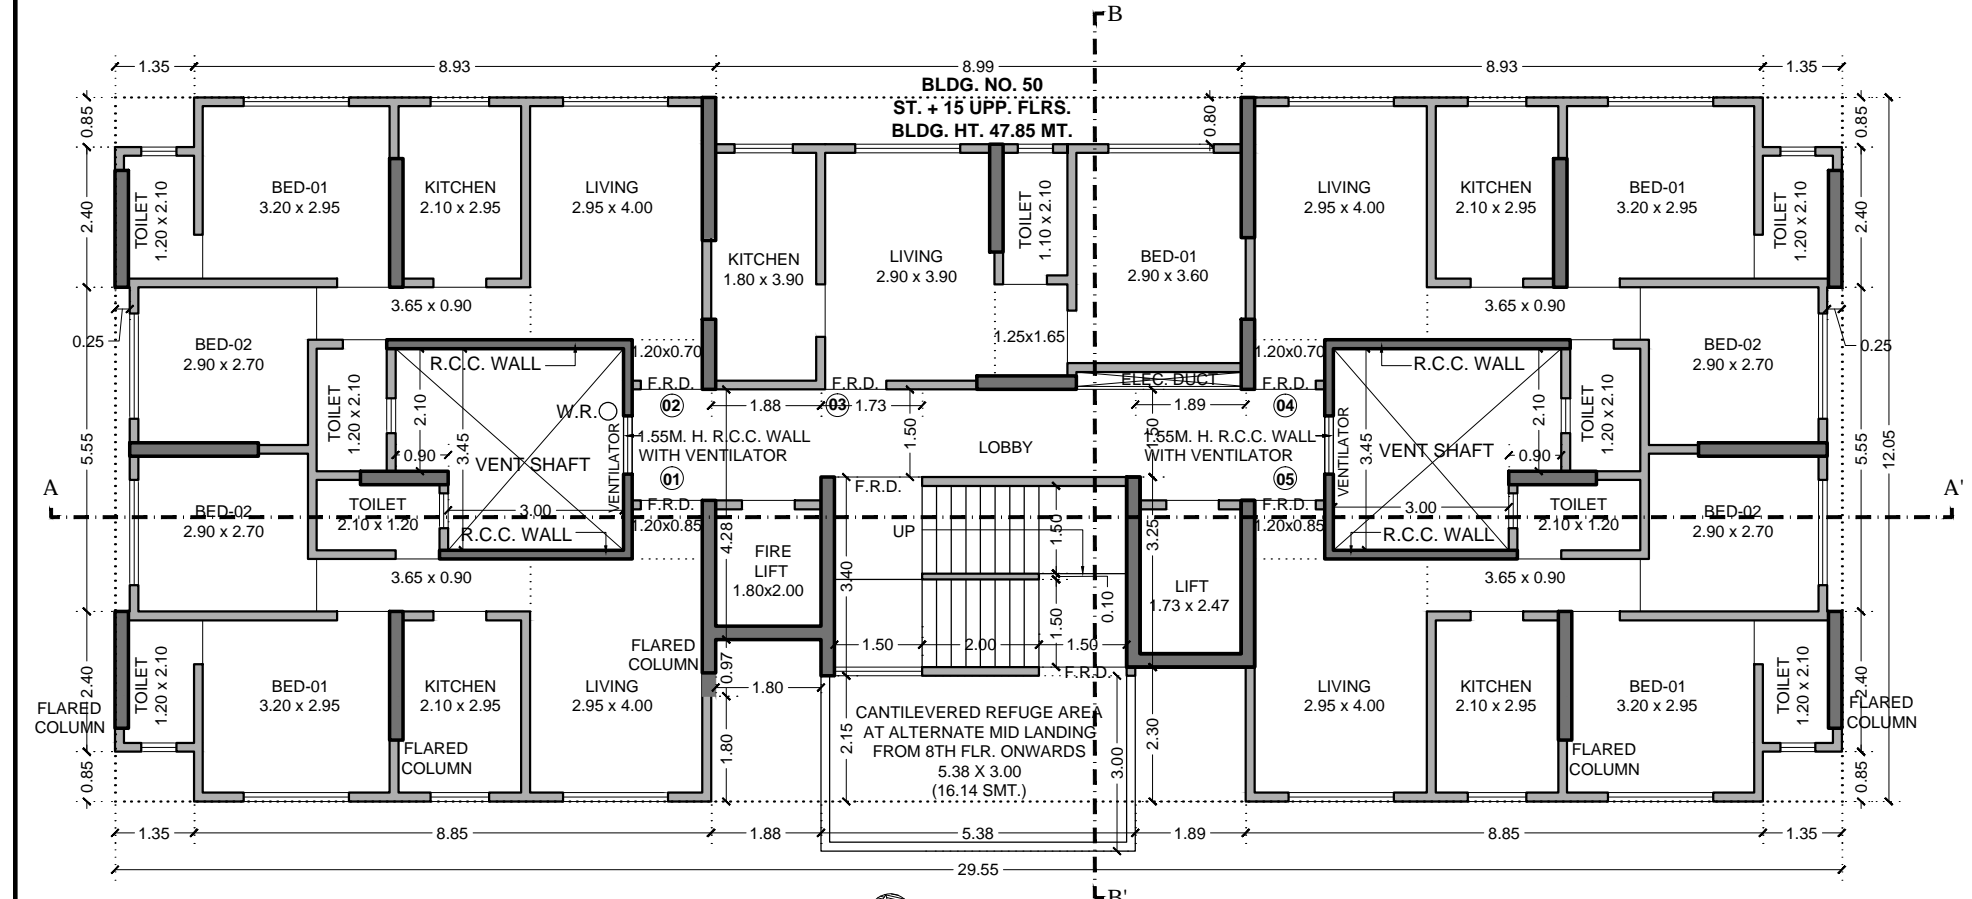 B
1.35
8.93
8.99
8.93
1.35
BLDG. NO. 50
ST. + 15 UPP. FLRS.
BLDG. HT. 47.85 MT.
0.85
0.80
0.85
2.40
TOILET
1.20 x 2.10
BED-01
3.20 x 2.95
KITCHEN
2.10 x 2.95
LIVING
2.95 x 4.00
KITCHEN
1.80 x 3.90
LIVING
2.90 x 3.90
TOILET
1.10 x 2.10
BED-01
2.90 x 3.60
LIVING
2.95 x 4.00
KITCHEN
2.10 x 2.95
BED-01
3.20 x 2.95
TOILET
1.20 x 2.10
2.40
12.05
3.65 x 0.90
3.65 x 0.90
0.25
0.25
BED-02
2.90 x 2.70
TOILET
1.20 x 2.10
R.C.C. WALL
1.20x0.70
1.25x1.65
1.20x0.70
R.C.C. WALL
TOILET
1.20 x 2.10
BED-02
2.90 x 2.70
2.10
3.45
W.R.
F.R.D.
F.R.D.
ELEC. DUCT
F.R.D.
3.45
2.10
02
1.88
03
1.73
1.89
04
5.55
0.90
VENT SHAFT
VENTILATOR
1.55M. H. R.C.C. WALL
WITH VENTILATOR
1.50
LOBBY
1.50
1.55M. H. R.C.C. WALL
WITH VENTILATOR
VENTILATOR
VENT SHAFT
0.90
5.55
01
05
A
A'
F.R.D.
F.R.D.
F.R.D.
BED-02
2.90 x 2.70
TOILET
2.10 x 1.20
3.00
1.20x0.85
R.C.C. WALL
4.28
FIRE
LIFT
1.80x2.00
3.40
UP
1.50
0.10
1.50
3.25
LIFT
1.73 x 2.47
1.20x0.85
3.00
R.C.C. WALL
TOILET
2.10 x 1.20
BED-02
2.90 x 2.70
3.65 x 0.90
3.65 x 0.90
FLARED
COLUMN
0.97
1.50
2.00
1.50
F.R.D.
1.80
2.40
TOILET
1.20 x 2.10
BED-01
3.20 x 2.95
KITCHEN
2.10 x 2.95
LIVING
2.95 x 4.00
LIVING
2.95 x 4.00
KITCHEN
2.10 x 2.95
BED-01
3.20 x 2.95
TOILET
1.20 x 2.10
2.40
FLARED
COLUMN
FLARED
COLUMN
FLARED
COLUMN
FLARED
COLUMN
1.80
2.15
CANTILEVERED REFUGE AREA
AT ALTERNATE MID LANDING
FROM 8TH FLR. ONWARDS
5.38 X 3.00
(16.14 SMT.)
3.00
2.30
0.85
0.85
1.35
8.85
1.88
5.38
1.89
8.85
1.35
29.55
B'